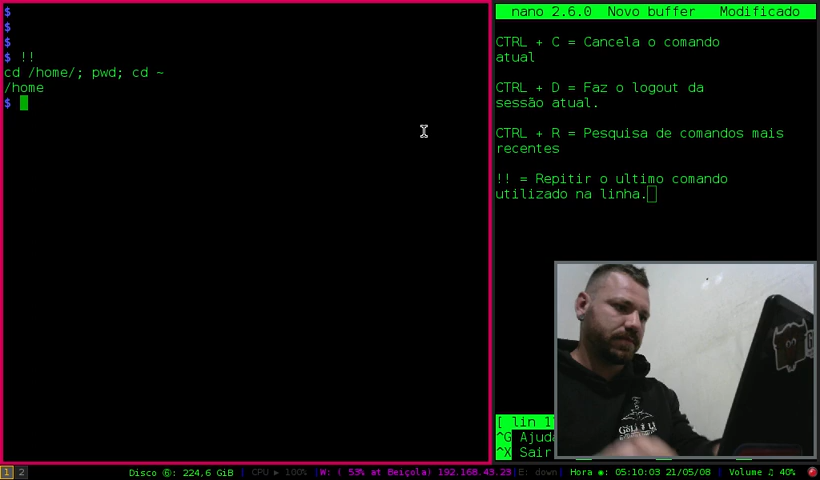 $
$
$
$ !!
cd /home/; pwd; cd ~
/home
$
nano 2.6.0 Novo buffer Modificado
CTRL + C = Cancela o comando
atual
CTRL + D = Faz o logout da
sessão atual.
CTRL + R = Pesquisa de comandos mais
recentes
!! = Repitir o ultimo comando
utilizado na linha.
[ lin
^G Ajuda
^X Sair
1 2
Disco ⑥: 224,6 GiB | CPU ▶ 100% |W: ( 53% at Beiçola) 192.168.43.23|E: down| Hora ◉: 05:10:03 21/05/08 | Volume ♫ 40%